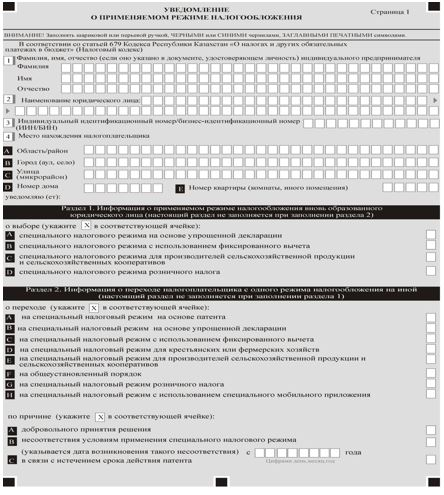 УВЕДОМЛЕНИЕ
О ПРИМЕНЯЕМОМ РЕЖИМЕ НАЛОГООБЛОЖЕНИЯ
Страница 1
ВНИМАНИЕ! Заполнять шариковой или перьевой ручкой, ЧЕРНЫМИ или СИНИМИ чернилами, ЗАГЛАВНЫМИ ПЕЧАТНЫМИ символами.
В соответствии со статьей 679 Кодекса Республики Казахстан «О налогах и других обязательных
платежах в бюджет» (Налоговый кодекс)
1 Фамилия, имя, отчество (если оно указано в документе, удостоверяющем личность) индивидуального предпринимателя
Фамилия
Имя
Отчество
2 Наименование юридического лица:
3 Индивидуальный идентификационный номер/бизнес-идентификационный номер
(ИИН/БИН)
4 Место нахождения налогоплательщика
A Область/район
B Город (аул, село)
C Улица
(микрорайон)
D Номер дома
E Номер квартиры (комнаты, иного помещения)
уведомляю (ет):
Раздел 1. Информация о применяемом режиме налогообложения вновь образованного
юридического лица (настоящий раздел не заполняется при заполнении раздела 2)
о выборе (укажите X в соответствующей ячейке):
A специального налогового режима на основе упрощенной декларации
B специального налогового режима с использованием фиксированного вычета
C специального налогового режима для производителей сельскохозяйственной продукции
и сельскохозяйственных кооперативов
D специального налогового режима розничного налога
Раздел 2. Информация о переходе налогоплательщика с одного режима налогообложения на иной
(настоящий раздел не заполняется при заполнении раздела 1)
о переходе (укажите X в соответствующей ячейке):
A на специальный налоговый режим на основе патента
B на специальный налоговый режим на основе упрощенной декларации
C на специальный налоговый режим с использованием фиксированного вычета
D на специальный налоговый режим для крестьянских или фермерских хозяйств
E на специальный налоговый режим для производителей сельскохозяйственной продукции и
сельскохозяйственных кооперативов
F на общеустановленный порядок
G на специальный налоговый режим розничного налога
H на специальный налоговый режим с использованием специального мобильного приложения
по причине (укажите X в соответствующей ячейке):
A добровольного принятия решения
B несоответствия условиям применения специального налогового режима
(указывается дата возникновения такого несоответствия) с года
C в связи с истечением срока действия патента
Цифрами день,месяц,год